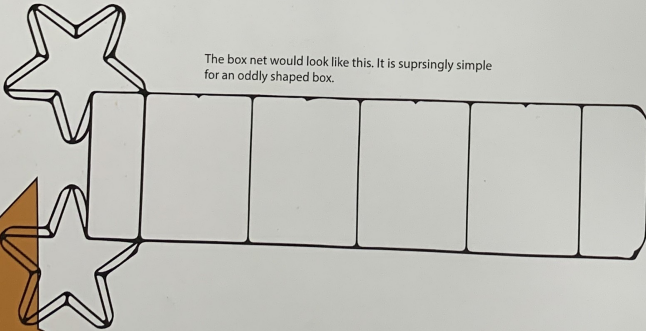 The box net would look like this. It is suprsingly simple
for an oddly shaped box.